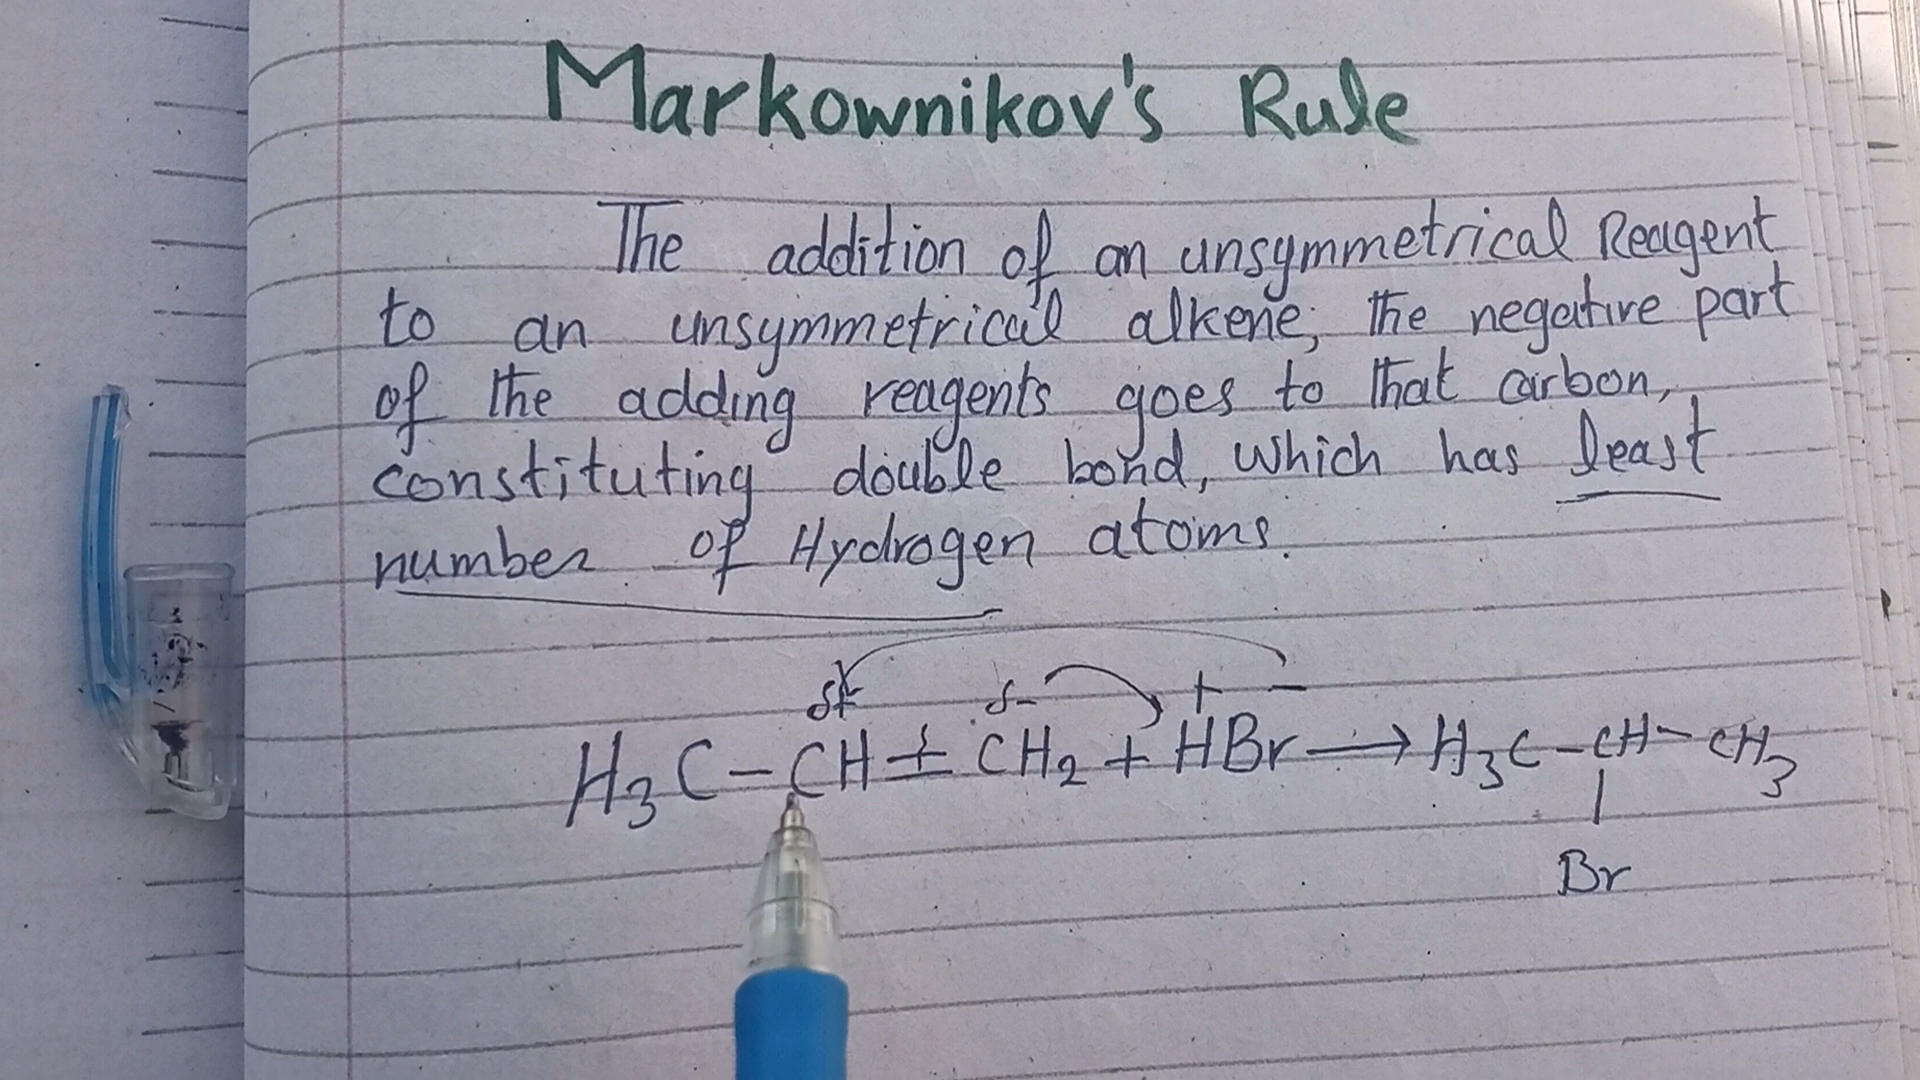 Markownikov's Rule
The addition of an unsymmetrical Reagent
to an unsymmetrical alkene, the negative part
of the adding reagents goes to that carbon,
constituting double bond, which has least
number of Hydrogen atoms.
δ+ δ- + -
H₃C-CH=CH₂ + HBr → H₃C-CH-CH₃
|
Br